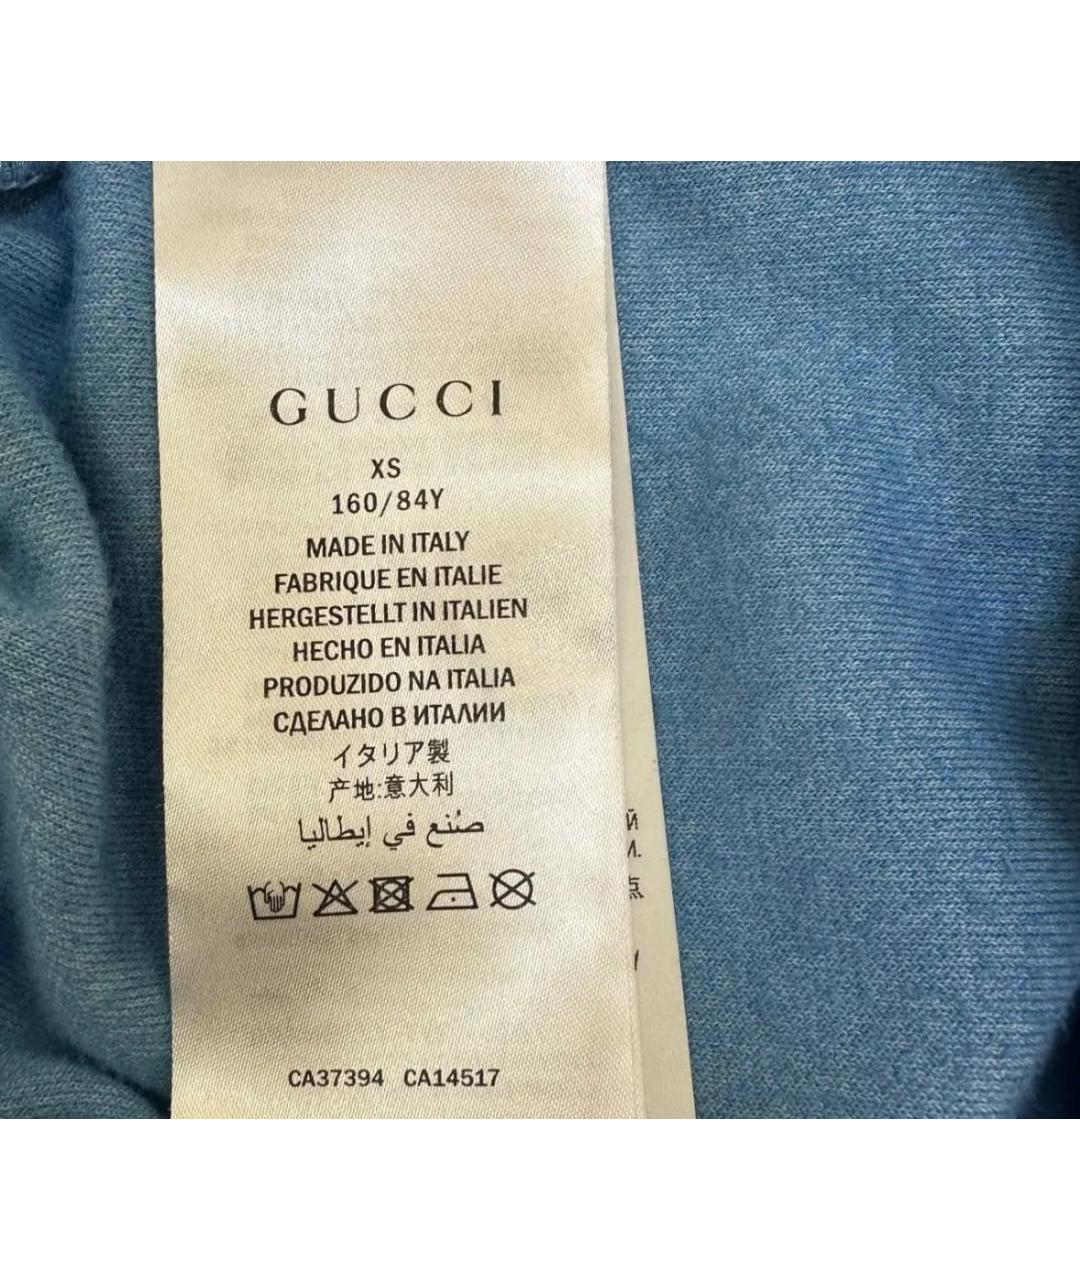 GUCCI
XS
160/84Y
MADE IN ITALY
FABRIQUE EN ITALIE
HERGESTELLT IN ITALIEN
HECHO EN ITALIA
PRODUZIDO NA ITALIA
СДЕЛАНО В ИТАЛИИ
イタリア製
产地:意大利
صُنع في إيطاليا
CA37394 CA14517